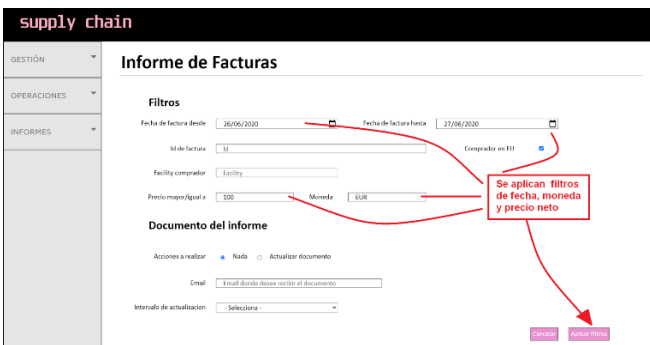 supply chain
GESTIÓN
OPERACIONES
INFORMES
Informe de Facturas
Filtros
Fecha de factura desde 26/06/2020 Fecha de factura hasta 27/06/2020
Id de factura Id Comprador en EU
Facility comprador Facility
Precio mayor/igual a 100 Moneda EUR
Se aplican filtros
de fecha, moneda
y precio neto
Documento del informe
Acciones a realizar Nada Actualizar documento
Email Email donde desee recibir el documento
Intervalo de actualizacion - Selecciona -
Cancelar Aplicar filtros